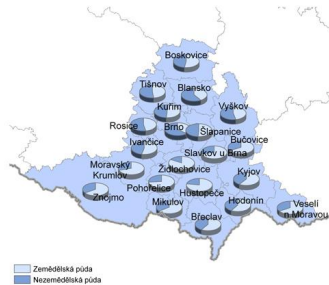 Boskovice
Tišnov
Blansko
Kuřim
Vyškov
Rosice
Brno
Šlapanice
Ivančice
Bučovice
Slavkov u Brna
Moravský
Krumlov
Židlochovice
Kyjov
Pohořelice
Hustopeče
Znojmo
Mikulov
Hodonín
Veselí
n.Moravou
Břeclav
Zemědělská půda
Nezemědělská půda